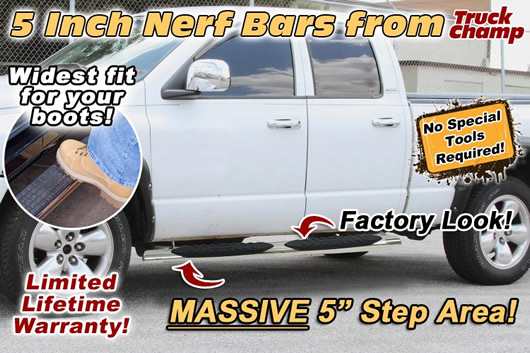 5 Inch Nerf Bars from Truck Champ
Widest fit
for your
boots!
No Special
Tools
Required!
Factory Look!
Limited
Lifetime
Warranty!
MASSIVE 5” Step Area!